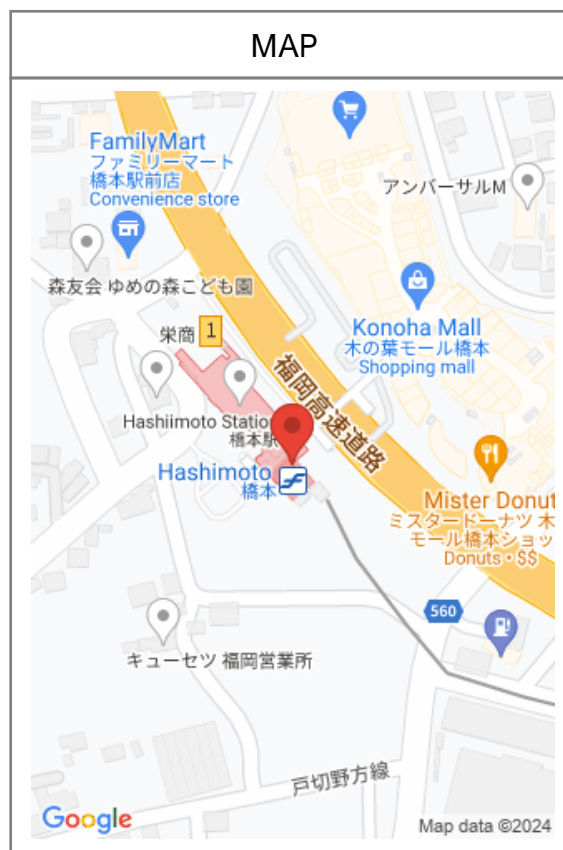 MAP
FamilyMart
ファミリーマート
橋本駅前店
Convenience store
アンバーサルM
森友会 ゆめの森こども園
栄商
1
Konoha Mall
木の葉モール橋本
Shopping mall
福岡高速道路
Hashiimoto Station
橋本駅
Hashimoto
橋本
Mister Donut
ミスタードーナツ 木
モール橋本ショッ
Donuts・$$
560
キューセツ 福岡営業所
戸切野方線
Google
Map data ©2024